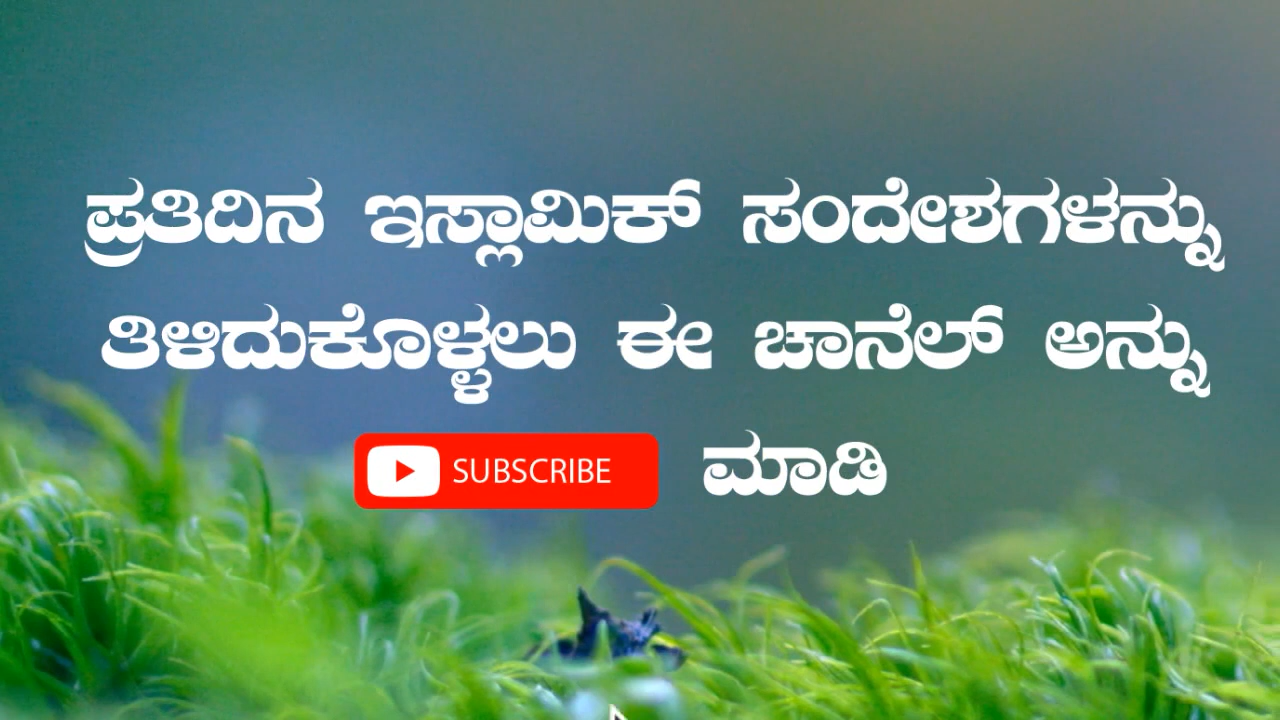 ಪ್ರತಿದಿನ ಇಸ್ಲಾಮಿಕ್ ಸಂದೇಶಗಳನ್ನು
ತಿಳಿದುಕೊಳ್ಳಲು ಈ ಚಾನೆಲ್ ಅನ್ನು
SUBSCRIBE ಮಾಡಿ